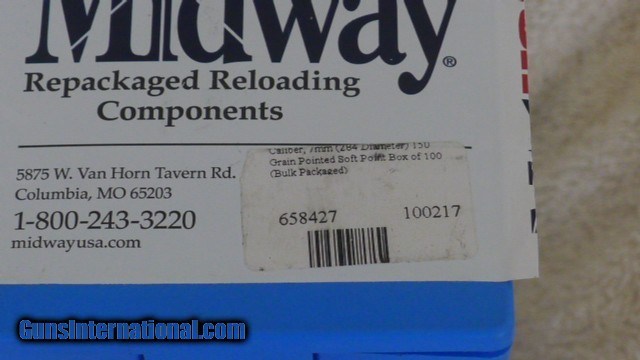 Midway®
Repackaged Reloading
Components
5875 W. Van Horn Tavern Rd.
Columbia, MO 65203
1-800-243-3220
midwayusa.com
Caliber, 7mm (284 Diameter) 150
Grain Pointed Soft Point Box of 100
(Bulk Packaged)
658427 100217
GunsInternational.com